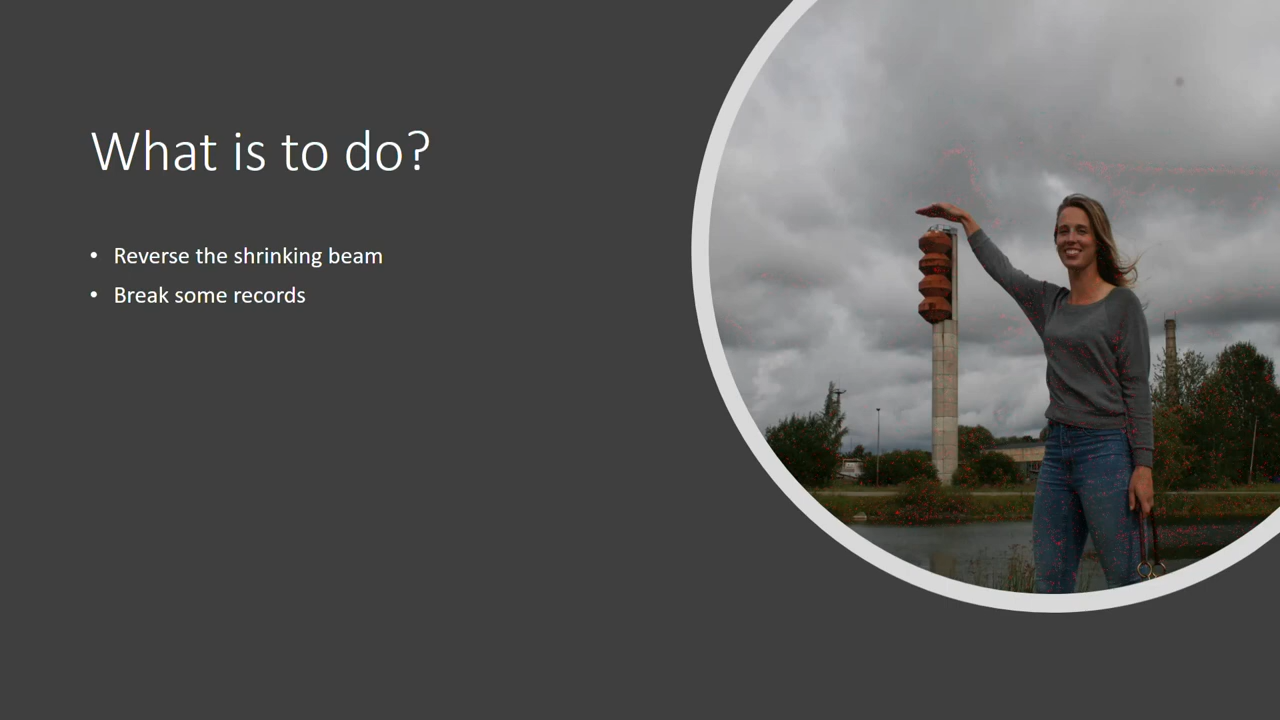 What is to do?
• Reverse the shrinking beam
• Break some records